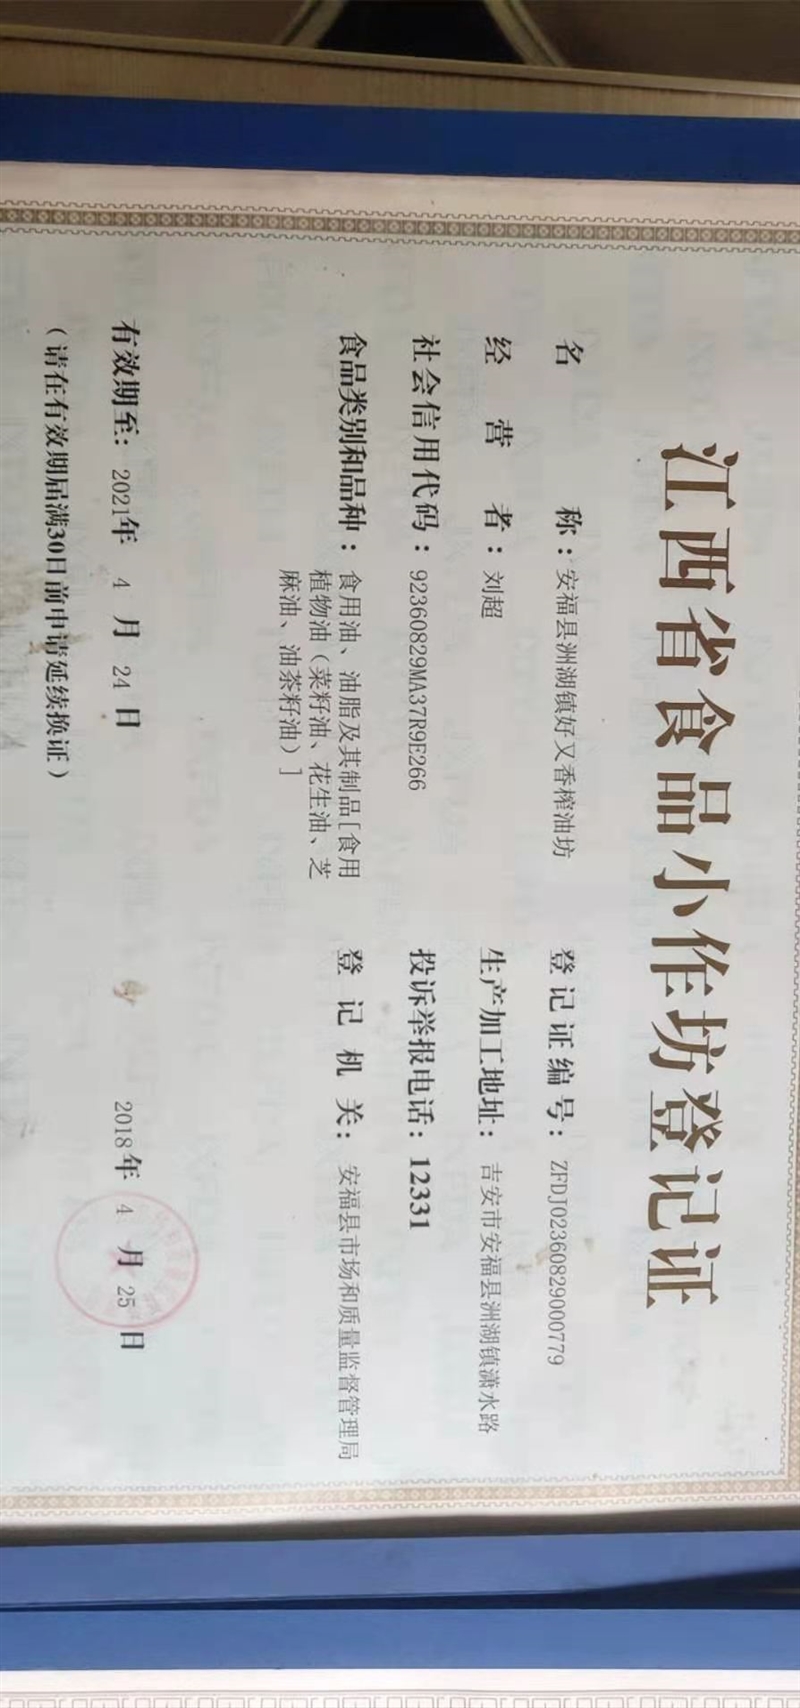 江西省食品小作坊登记证
名称：安福县洲湖镇好又香榨油坊
登记证编号：ZFDJ02360829000779
经营者：刘超
生产加工地址：吉安市安福县洲湖镇潇水路
社会信用代码：92360829MA37R9E266
投诉举报电话：12331
食品类别和品种：食用油、油脂及其制品[食用
植物油（菜籽油、花生油、芝
麻油、油茶籽油）]
登记机关：安福县市场和质量监督管理局
有效期至：2021年4月24日
2018年4月25日
（请在有效期届满30日前申请延续换证）